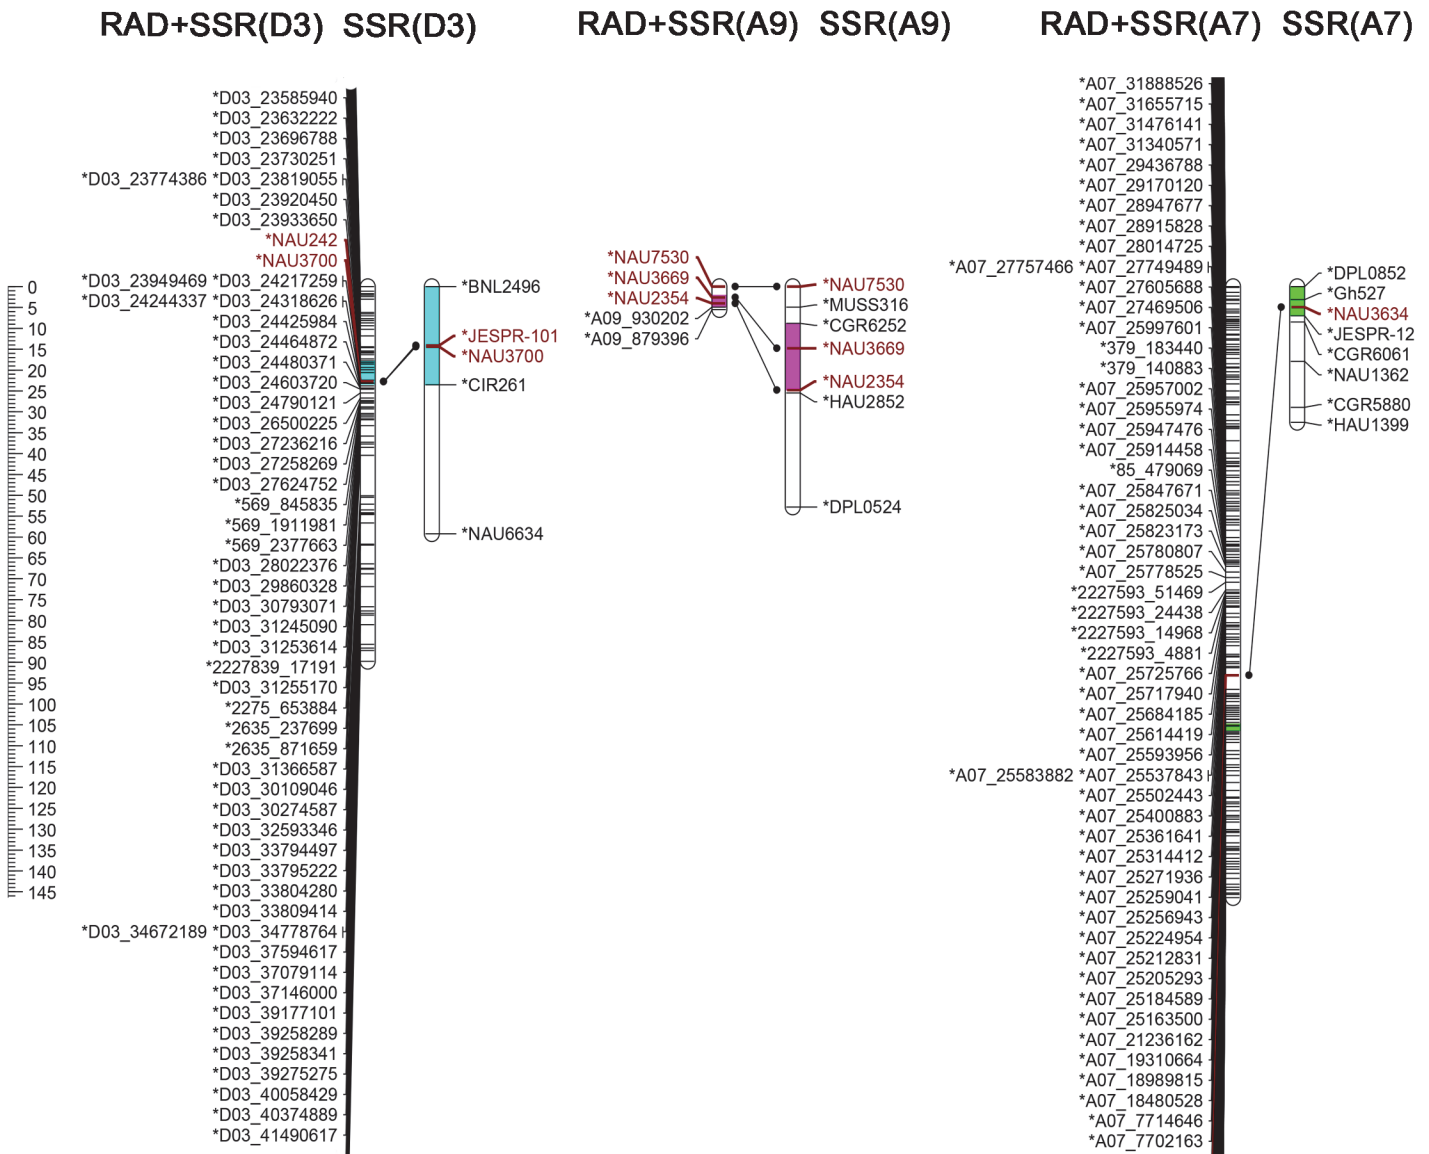 RAD+SSR(D3) SSR(D3)
*D03_23585940
*D03_23632222
*D03_23696788
*D03_23730251
*D03_23774386 *D03_23819055
*D03_23920450
*D03_23933650
*NAU242
*NAU3700
*D03_23949469 *D03_24217259
*D03_24244337 *D03_24318626
*D03_24425984
*D03_24464872
*D03_24480371
*D03_24603720
*D03_24790121
*D03_26500225
*D03_27236216
*D03_27258269
*D03_27624752
*569_845835
*569_1911981
*569_2377663
*D03_28022376
*D03_29860328
*D03_30793071
*D03_31245090
*D03_31253614
*2227839_17191
*D03_31255170
*2275_653884
*2635_237699
*2635_871659
*D03_31366587
*D03_30109046
*D03_30274587
*D03_32593346
*D03_33794497
*D03_33795222
*D03_33804280
*D03_33809414
*D03_34672189 *D03_34778764
*D03_37594617
*D03_37079114
*D03_37146000
*D03_39177101
*D03_39258289
*D03_39258341
*D03_39275275
*D03_40058429
*D03_40374889
*D03_41490617
0
5
10
15
20
25
30
35
40
45
50
55
60
65
70
75
80
85
90
95
100
105
110
115
120
125
130
135
140
145
*BNL2496
*JESPR-101
*NAU3700
*CIR261
*NAU6634
RAD+SSR(A9) SSR(A9)
*NAU7530
*NAU3669
*NAU2354
*A09_930202
*A09_879396
*NAU7530
*MUSS316
*CGR6252
*NAU3669
*NAU2354
*HAU2852
*DPL0524
RAD+SSR(A7) SSR(A7)
*A07_31888526
*A07_31655715
*A07_31476141
*A07_31340571
*A07_29436788
*A07_29170120
*A07_28947677
*A07_28915828
*A07_28014725
*A07_27757466 *A07_27749489
*A07_27605688
*A07_27469506
*A07_25997601
*379_183440
*379_140883
*A07_25957002
*A07_25955974
*A07_25947476
*A07_25914458
*85_479069
*A07_25847671
*A07_25825034
*A07_25823173
*A07_25780807
*A07_25778525
*2227593_51469
*2227593_24438
*2227593_14968
*2227593_4881
*A07_25725766
*A07_25717940
*A07_25684185
*A07_25614419
*A07_25593956
*A07_25583882 *A07_25537843
*A07_25502443
*A07_25400883
*A07_25361641
*A07_25314412
*A07_25271936
*A07_25259041
*A07_25256943
*A07_25224954
*A07_25212831
*A07_25205293
*A07_25184589
*A07_25163500
*A07_21236162
*A07_19310664
*A07_18989815
*A07_18480528
*A07_7714646
*A07_7702163
*DPL0852
*Gh527
*NAU3634
*JESPR-12
*CGR6061
*NAU1362
*CGR5880
*HAU1399